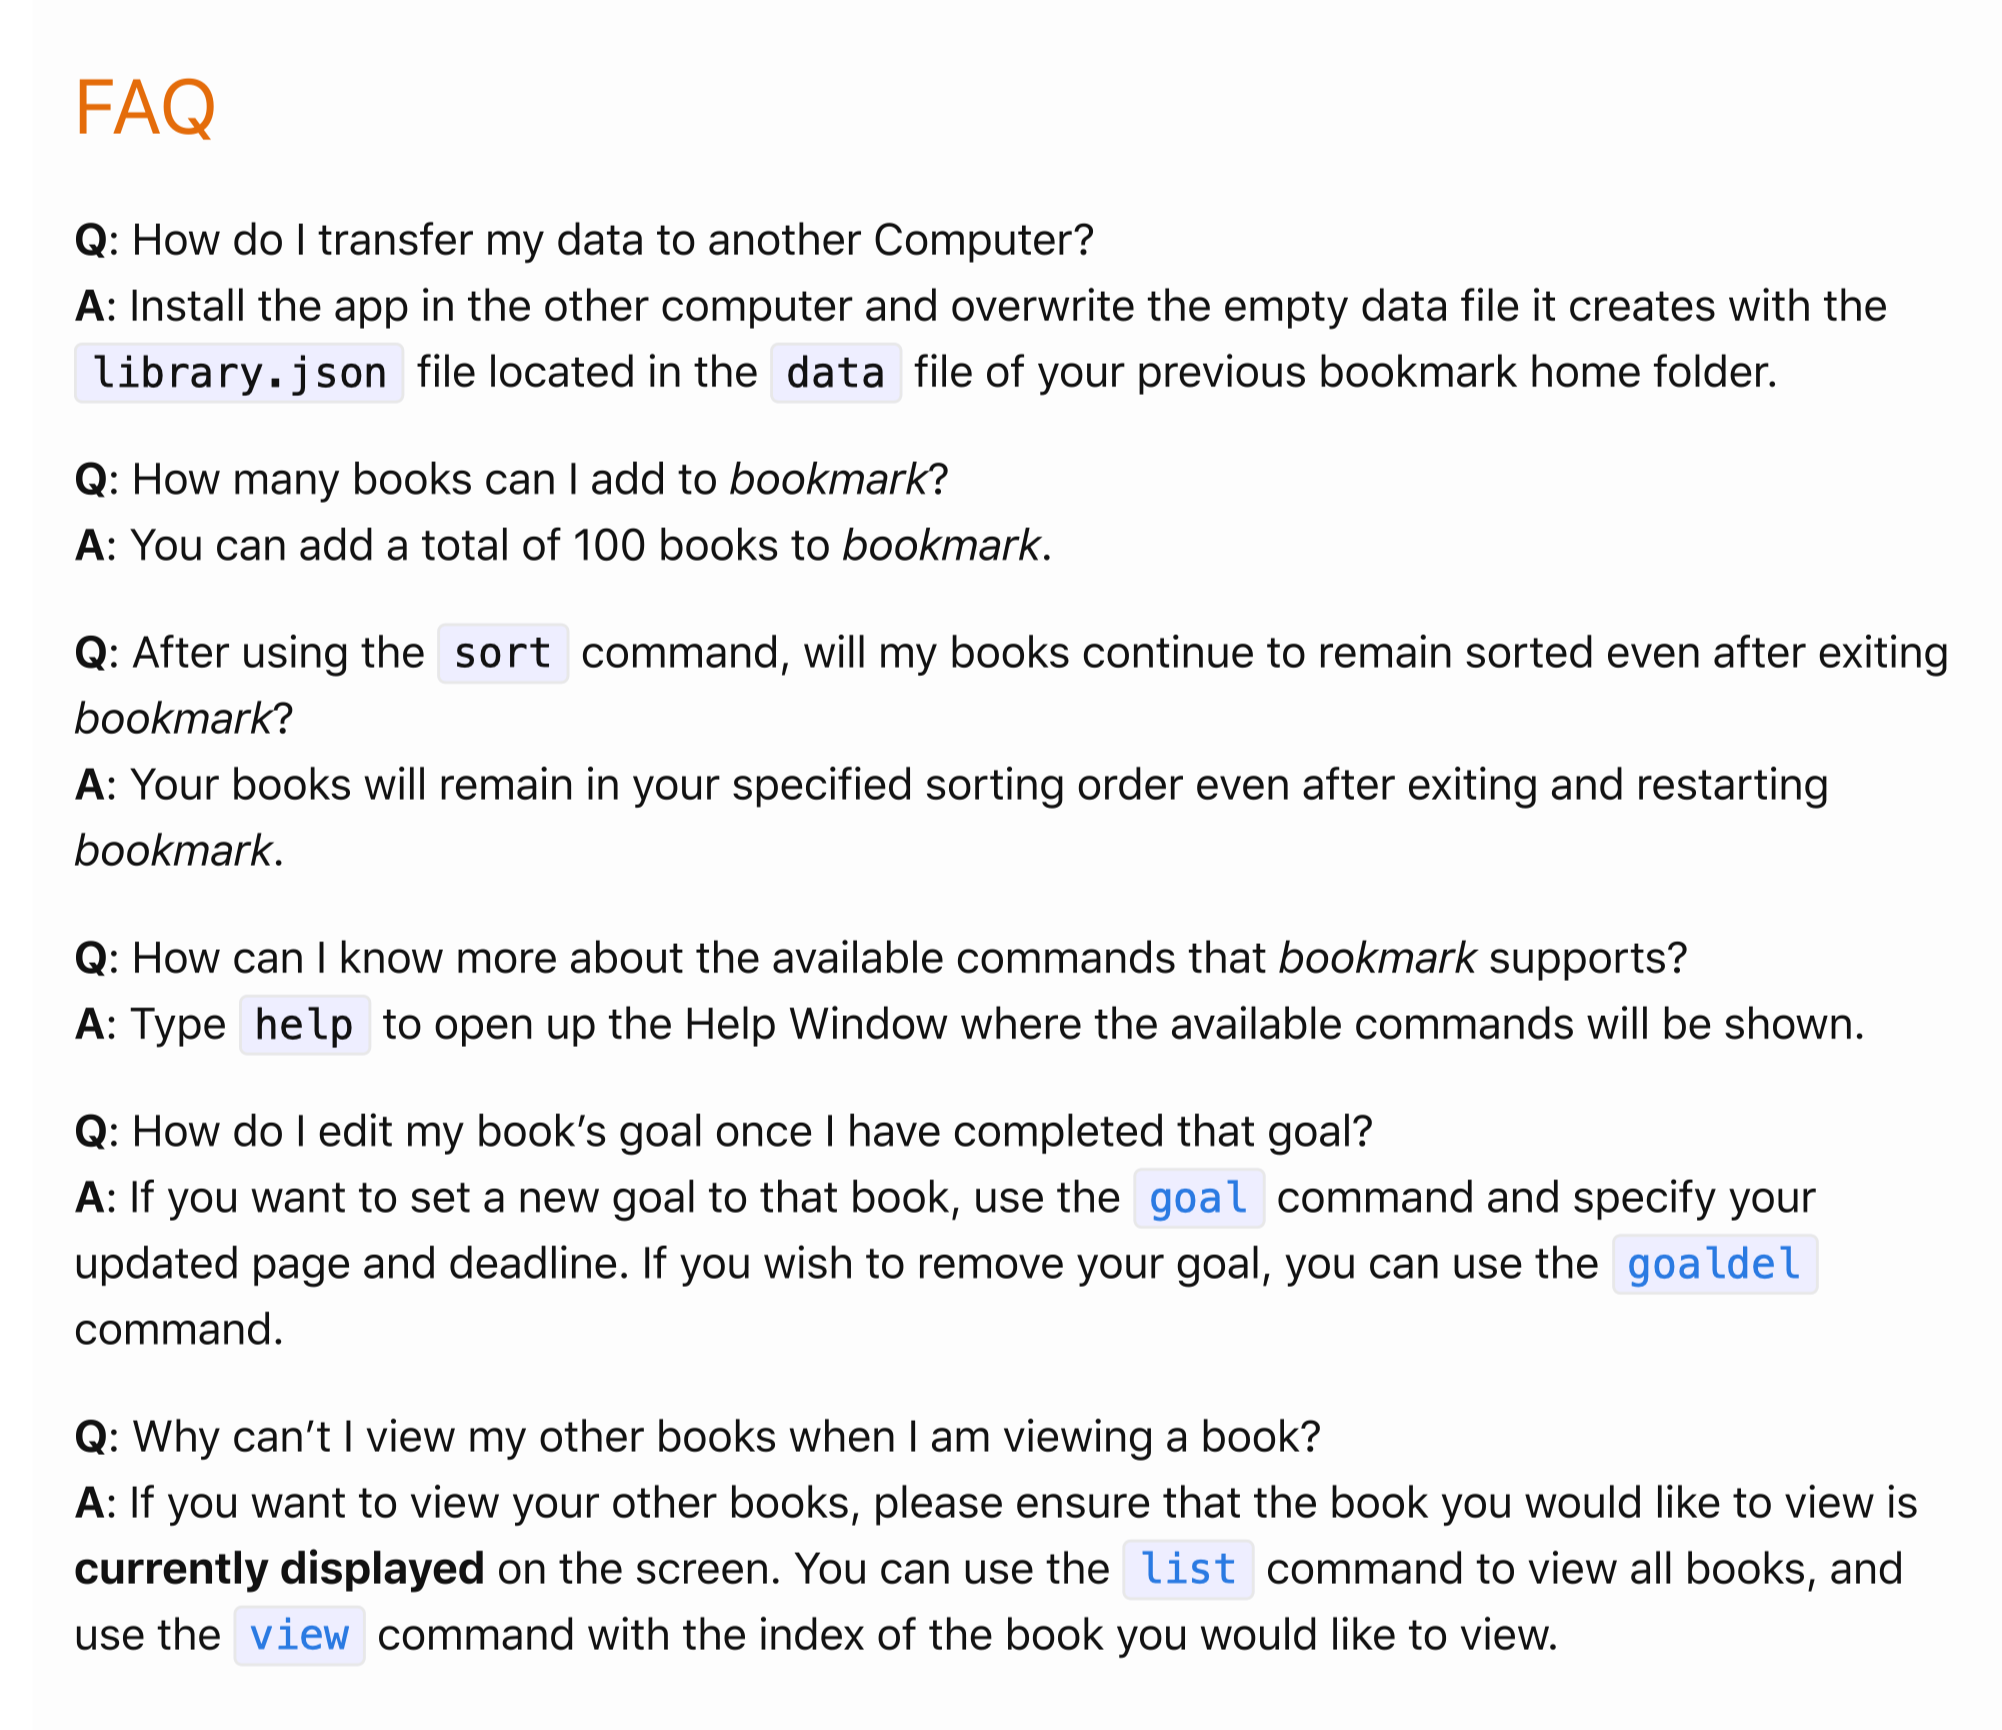 FAQ
Q: How do I transfer my data to another Computer?
A: Install the app in the other computer and overwrite the empty data file it creates with the
library.json file located in the data file of your previous bookmark home folder.
Q: How many books can I add to bookmark?
A: You can add a total of 100 books to bookmark.
Q: After using the sort command, will my books continue to remain sorted even after exiting
bookmark?
A: Your books will remain in your specified sorting order even after exiting and restarting
bookmark.
Q: How can I know more about the available commands that bookmark supports?
A: Type help to open up the Help Window where the available commands will be shown.
Q: How do I edit my book’s goal once I have completed that goal?
A: If you want to set a new goal to that book, use the goal command and specify your
updated page and deadline. If you wish to remove your goal, you can use the goaldel
command.
Q: Why can’t I view my other books when I am viewing a book?
A: If you want to view your other books, please ensure that the book you would like to view is
currently displayed on the screen. You can use the list command to view all books, and
use the view command with the index of the book you would like to view.